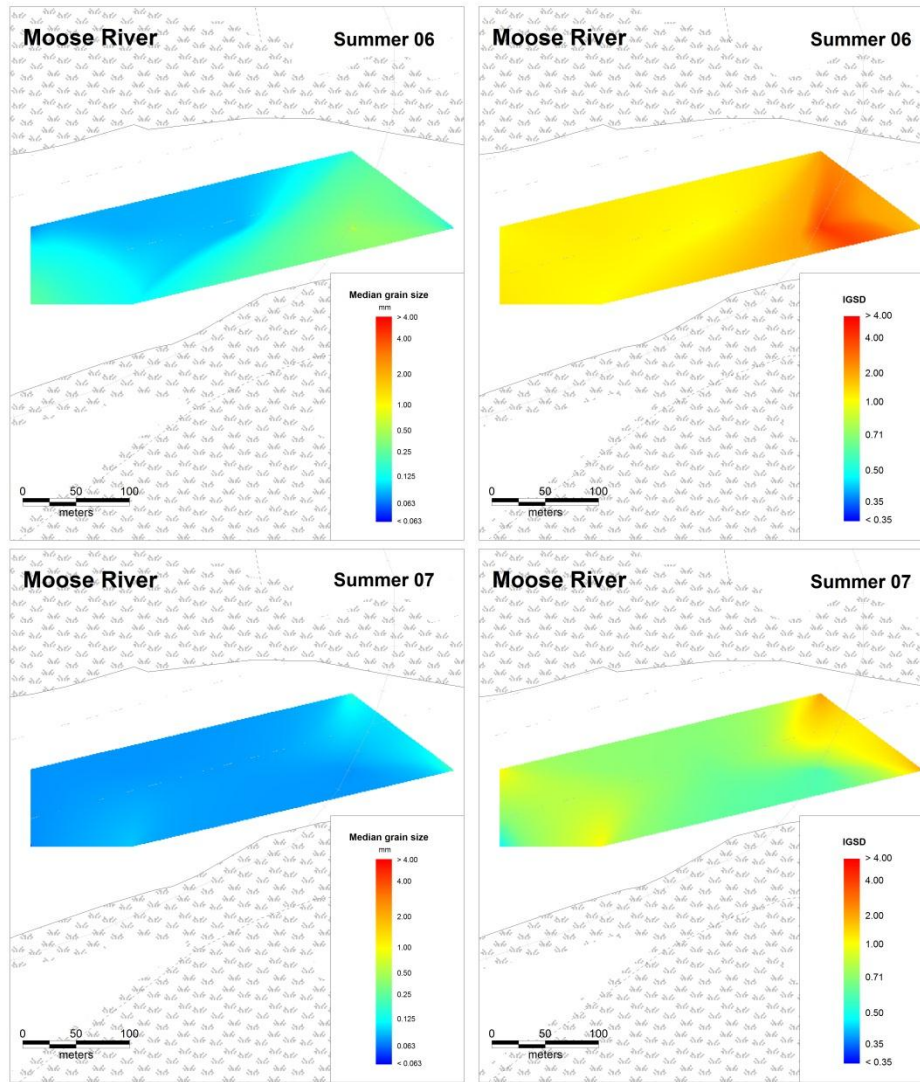 Moose River
Summer 06
Median grain size
mm
> 4.00
4.00
2.00
1.00
0.50
0.25
0.125
0.063
< 0.063
0 50 100
meters
Moose River
Summer 06
IGSD
> 4.00
4.00
2.00
1.00
0.71
0.50
0.35
< 0.35
0 50 100
meters
Moose River
Summer 07
Median grain size
mm
> 4.00
4.00
2.00
1.00
0.50
0.25
0.125
0.063
< 0.063
0 50 100
meters
Moose River
Summer 07
IGSD
> 4.00
4.00
2.00
1.00
0.71
0.50
0.35
< 0.35
0 50 100
meters